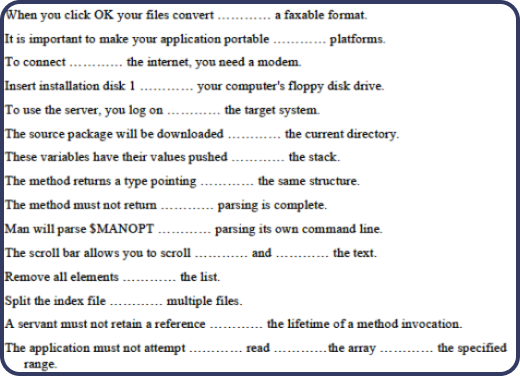 When you click OK your files convert ………… a faxable format.
It is important to make your application portable ………… platforms.
To connect ………… the internet, you need a modem.
Insert installation disk 1 ………… your computer's floppy disk drive.
To use the server, you log on ………… the target system.
The source package will be downloaded ………… the current directory.
These variables have their values pushed ………… the stack.
The method returns a type pointing ………… the same structure.
The method must not return ………… parsing is complete.
Man will parse $MANOPT ………… parsing its own command line.
The scroll bar allows you to scroll ………… and ………… the text.
Remove all elements ………… the list.
Split the index file ………… multiple files.
A servant must not retain a reference ………… the lifetime of a method invocation.
The application must not attempt ………… read …………the array ………… the specified
range.